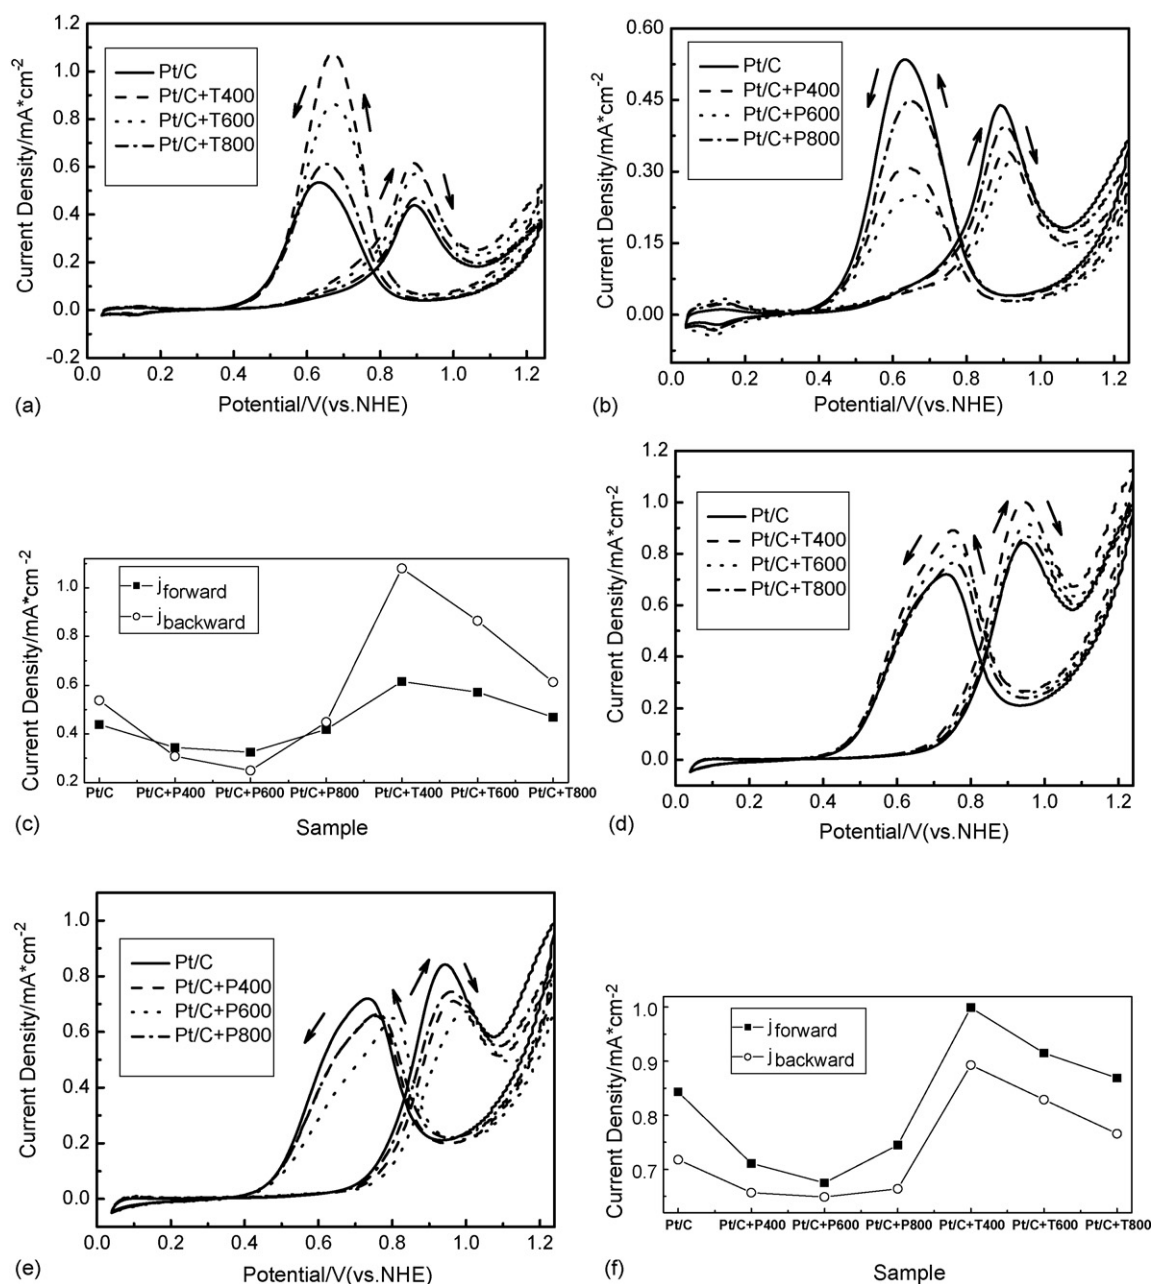 1.2
1.0
0.8
0.6
0.4
0.2
0.0
-0.2
Current Density/mA*cm-2
Pt/C
Pt/C+T400
Pt/C+T600
Pt/C+T800
0.0 0.2 0.4 0.6 0.8 1.0 1.2
(a) Potential/V(vs.NHE)
0.60
0.45
0.30
0.15
0.00
Current Density/mA*cm-2
Pt/C
Pt/C+P400
Pt/C+P600
Pt/C+P800
0.0 0.2 0.4 0.6 0.8 1.0 1.2
(b) Potential/V(vs.NHE)
1.0
0.8
0.6
0.4
0.2
Current Density/mA*cm-2
jforward
jbackward
Pt/C Pt/C+P400 Pt/C+P600 Pt/C+P800 Pt/C+T400 Pt/C+T600 Pt/C+T800
(c) Sample
1.2
1.0
0.8
0.6
0.4
0.2
0.0
Current Density/mA*cm-2
Pt/C
Pt/C+T400
Pt/C+T600
Pt/C+T800
0.0 0.2 0.4 0.6 0.8 1.0 1.2
(d) Potential/V(vs.NHE)
1.0
0.8
0.6
0.4
0.2
0.0
Current Density/mA*cm-2
Pt/C
Pt/C+P400
Pt/C+P600
Pt/C+P800
0.0 0.2 0.4 0.6 0.8 1.0 1.2
(e) Potential/V(vs.NHE)
1.0
0.9
0.8
0.7
Current Density/mA*cm-2
jforward
jbackward
Pt/C Pt/C+P400 Pt/C+P600 Pt/C+P800 Pt/C+T400 Pt/C+T600 Pt/C+T800
(f) Sample